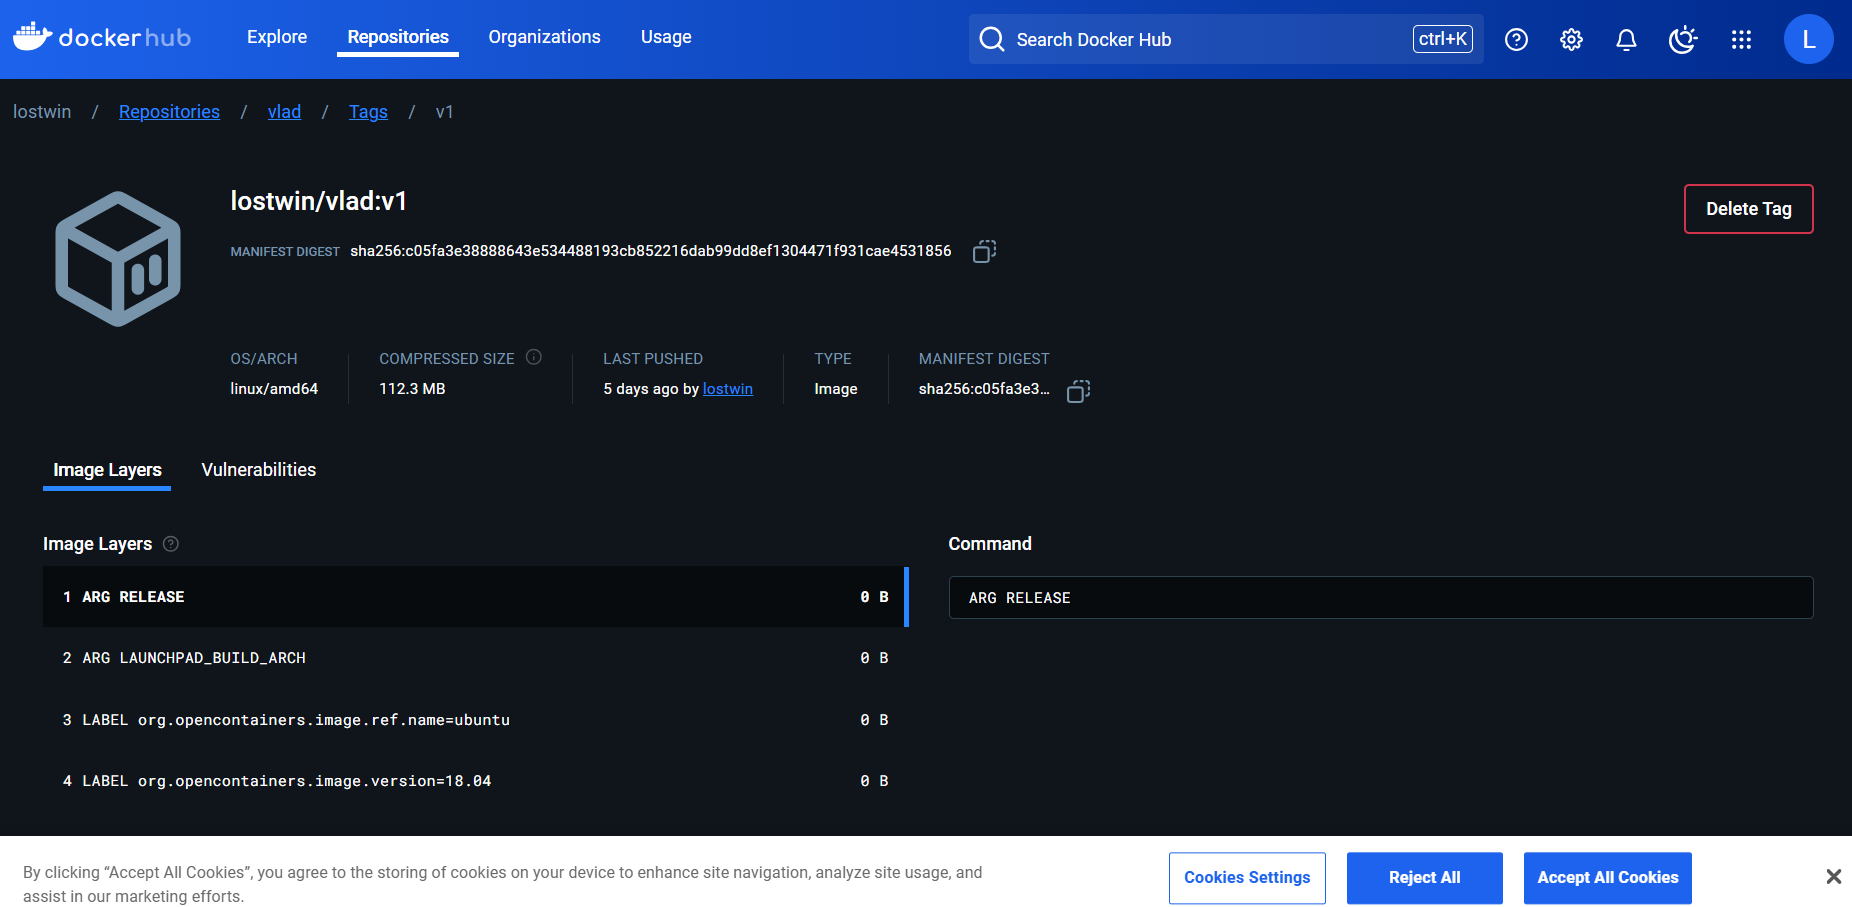 dockerhub Explore Repositories Organizations Usage Search Docker Hub ctrl+K L
lostwin / Repositories / vlad / Tags / v1
lostwin/vlad:v1
Delete Tag
MANIFEST DIGEST sha256:c05fa3e38888643e534488193cb852216dab99dd8ef1304471f931cae4531856
OS/ARCH COMPRESSED SIZE LAST PUSHED TYPE MANIFEST DIGEST
linux/amd64 112.3 MB 5 days ago by lostwin Image sha256:c05fa3e3...
Image Layers Vulnerabilities
Image Layers Command
1 ARG RELEASE 0 B ARG RELEASE
2 ARG LAUNCHPAD_BUILD_ARCH 0 B
3 LABEL org.opencontainers.image.ref.name=ubuntu 0 B
4 LABEL org.opencontainers.image.version=18.04 0 B
By clicking “Accept All Cookies”, you agree to the storing of cookies on your device to enhance site navigation, analyze site usage, and
assist in our marketing efforts.
Cookies Settings Reject All Accept All Cookies